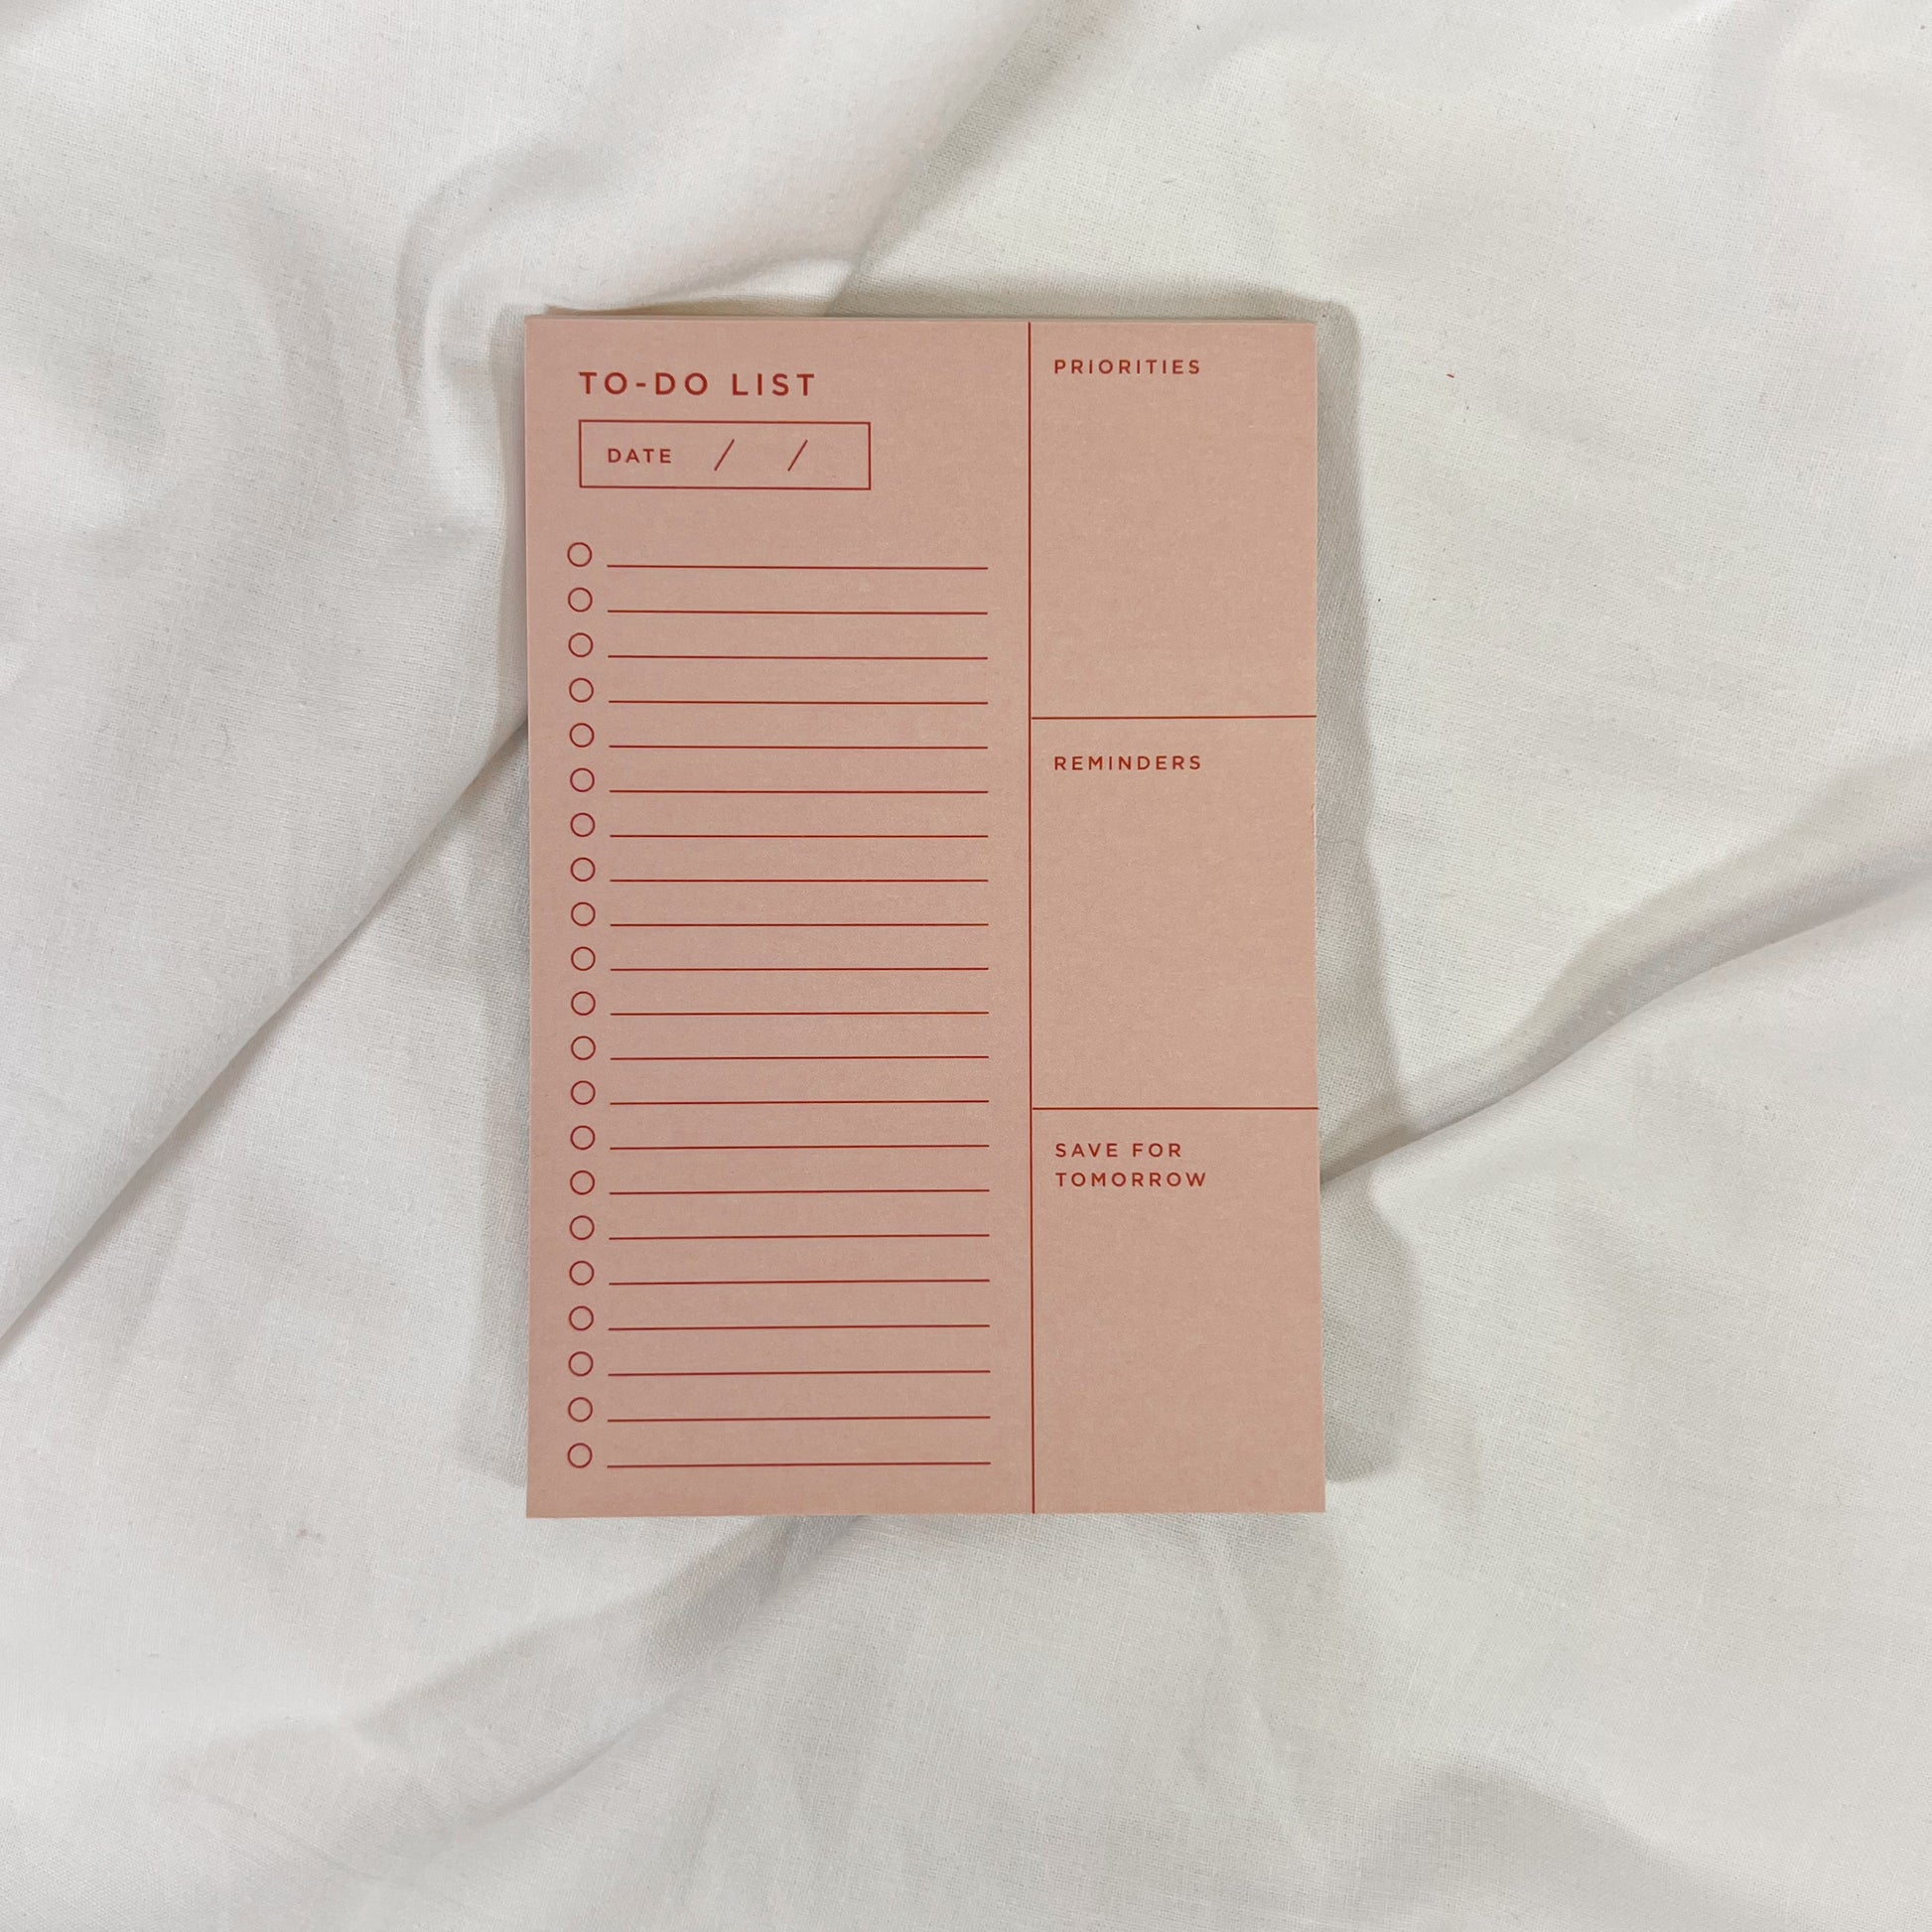 TO-DO LIST
DATE / /
PRIORITIES
REMINDERS
SAVE FOR
TOMORROW